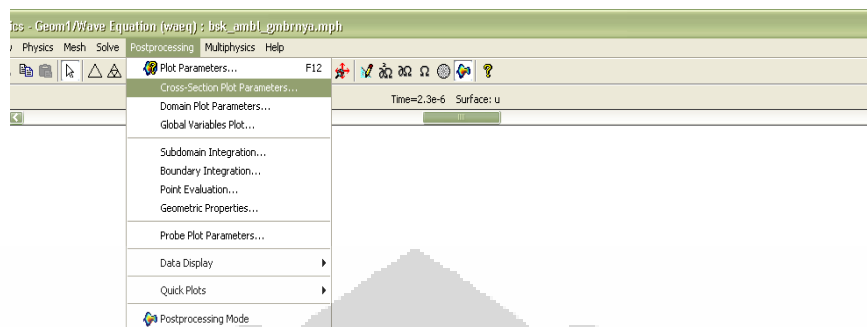 ics - Geom1/Wave Equation (waeq) : bsk_ambl_gmbrnya.mph
Physics Mesh Solve Postprocessing Multiphysics Help
Plot Parameters... F12
Cross-Section Plot Parameters...
Domain Plot Parameters...
Time=2.3e-6 Surface: u
Global Variables Plot...
Subdomain Integration...
Boundary Integration...
Point Evaluation...
Geometric Properties...
Probe Plot Parameters...
Data Display
Quick Plots
Postprocessing Mode